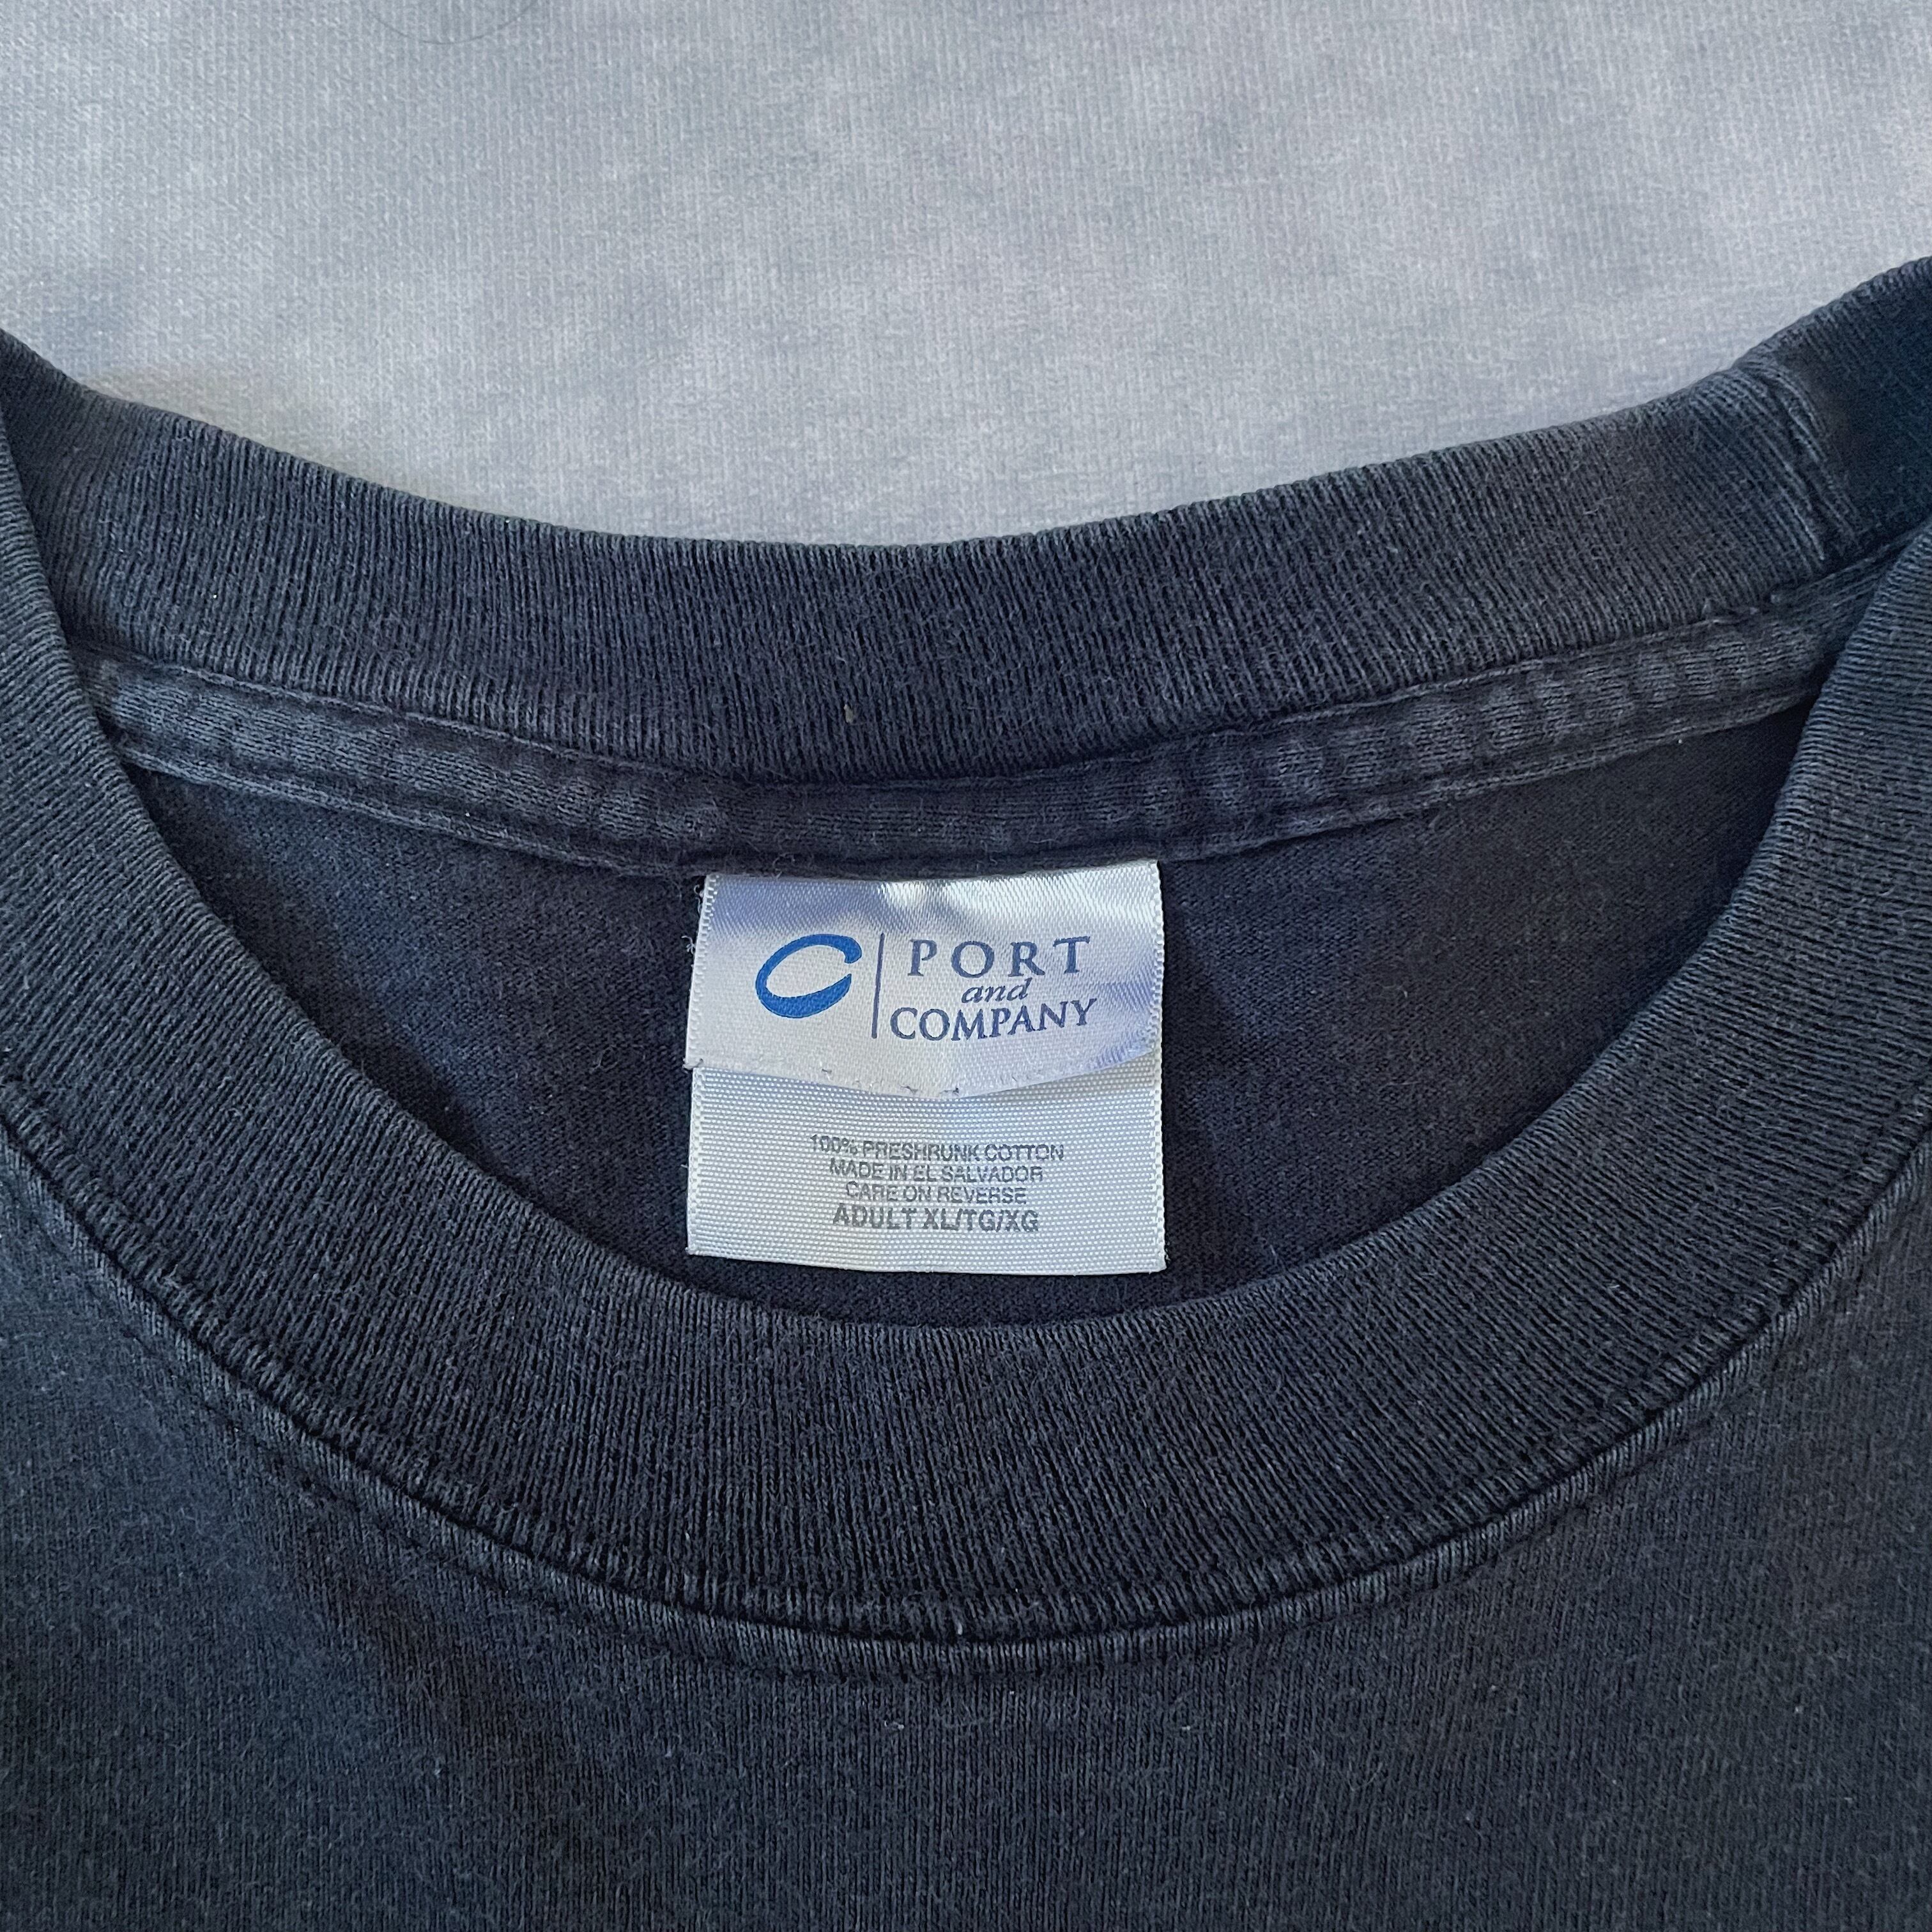 PORT
and
COMPANY
100% PRESHRUNK COTTON
MADE IN EL SALVADOR
CARE ON REVERSE
ADULT XL/TG/XG